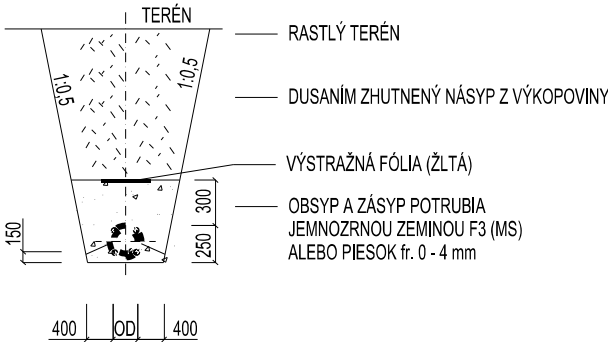 TERÉN
RASTLÝ TERÉN
1:0,5
1:0,5
DUSANÍM ZHUTNENÝ NÁSYP Z VÝKOPOVINY
VÝSTRAŽNÁ FÓLIA (ŽLTÁ)
300
OBSYP A ZÁSYP POTRUBIA
JEMNOZRNOU ZEMINOU F3 (MS)
ALEBO PIESOK fr. 0 - 4 mm
150
250
400 OD 400